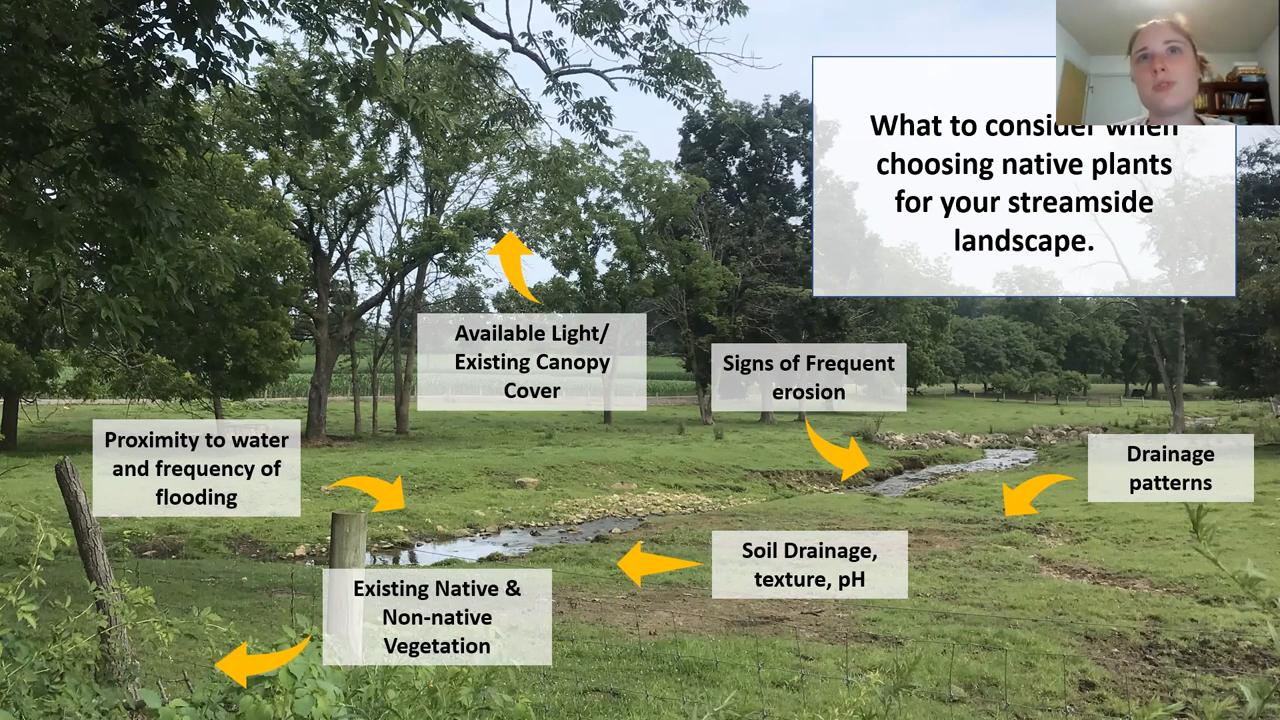 What to consider when
choosing native plants
for your streamside
landscape.
Available Light/
Existing Canopy
Cover
Signs of Frequent
erosion
Proximity to water
and frequency of
flooding
Drainage
patterns
Soil Drainage,
texture, pH
Existing Native &
Non-native
Vegetation